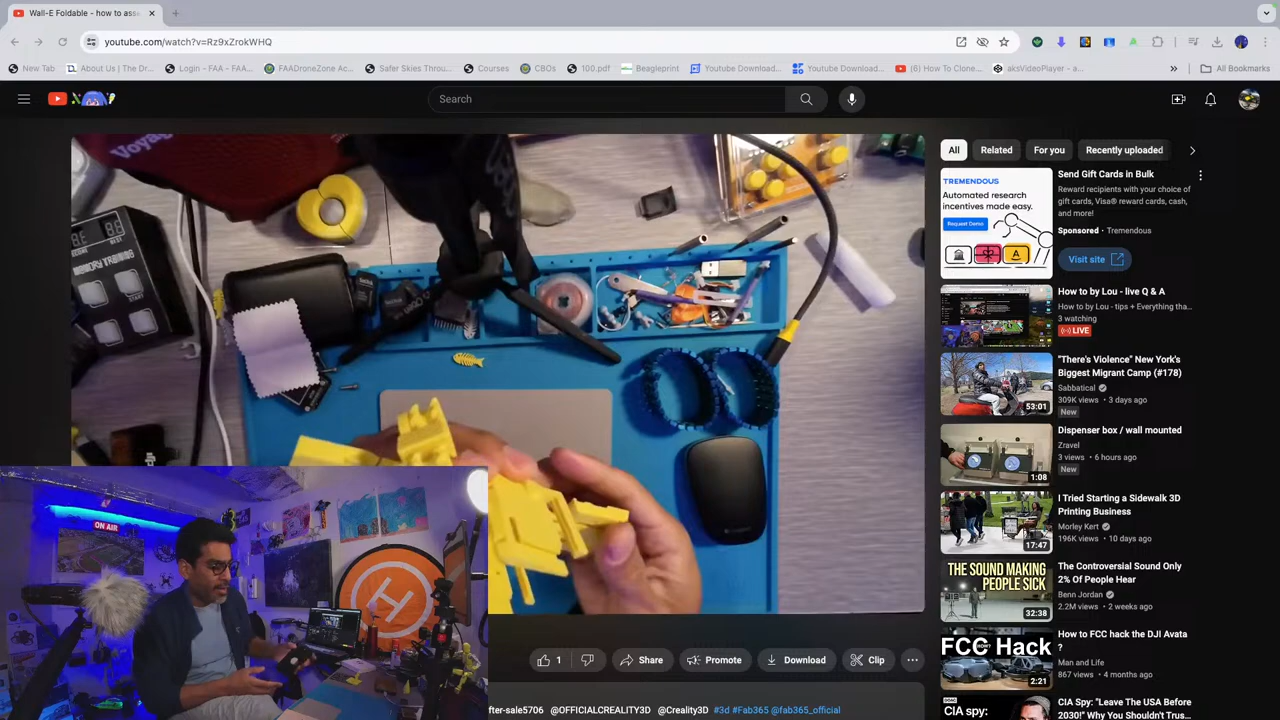 Wall-E Foldable - how to ass
youtube.com/watch?v=Rz9xZrokWHQ
New Tab
About Us | The Dr...
Login – FAA – FAA...
FAADroneZone Ac...
Safer Skies Throu...
Courses
CBOs
100.pdf
Beagleprint
Youtube Download...
Youtube Download...
(6) How To Clone...
aksVideoPlayer - a...
»
All Bookmarks
Search
Voyag
MEMORY TRAINING
ON AIR
All
Related
For you
Recently uploaded
TREMENDOUS
Automated research
incentives made easy.
Request Demo
Send Gift Cards in Bulk
Reward recipients with your choice of
gift cards, Visa® reward cards, cash,
and more!
Sponsored · Tremendous
Visit site
How to by Lou - live Q & A
How to by Lou - tips + Everything tha...
3 watching
LIVE
"There's Violence" New York's
Biggest Migrant Camp (#178)
Sabbatical
309K views • 3 days ago
New
53:01
Dispenser box / wall mounted
Zravel
3 views • 6 hours ago
New
1:08
I Tried Starting a Sidewalk 3D
Printing Business
Morley Kert
196K views • 10 days ago
17:47
THE SOUND MAKING
PEOPLE SICK
32:38
The Controversial Sound Only
2% Of People Hear
Benn Jordan
2.2M views • 2 weeks ago
FCC Hack
2:21
How to FCC hack the DJI Avata
?
Man and Life
867 views • 4 months ago
CIA spy:
"LEAVE
CIA Spy: "Leave The USA Before
2030!" Why You Shouldn't Trus...
1
Share
Promote
Download
Clip
fter-sale5706 @OFFICIALCREALITY3D @Creality3D #3d #Fab365 @fab365_official